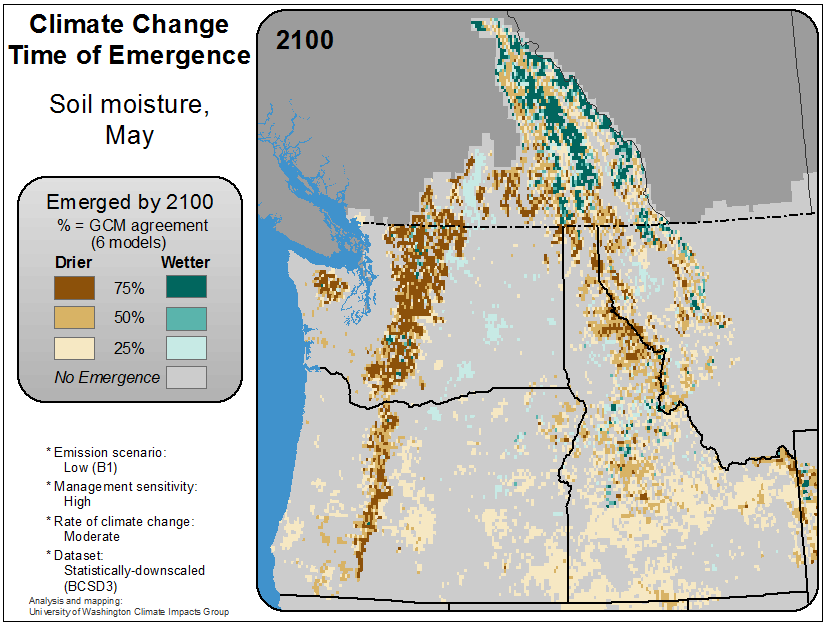 Climate Change
Time of Emergence
Soil moisture,
May
2100
Emerged by 2100
% = GCM agreement
(6 models)
Drier Wetter
75%
50%
25%
No Emergence
* Emission scenario:
Low (B1)
* Management sensitivity:
High
* Rate of climate change:
Moderate
* Dataset:
Statistically-downscaled
(BCSD3)
Analysis and mapping:
University of Washington Climate Impacts Group